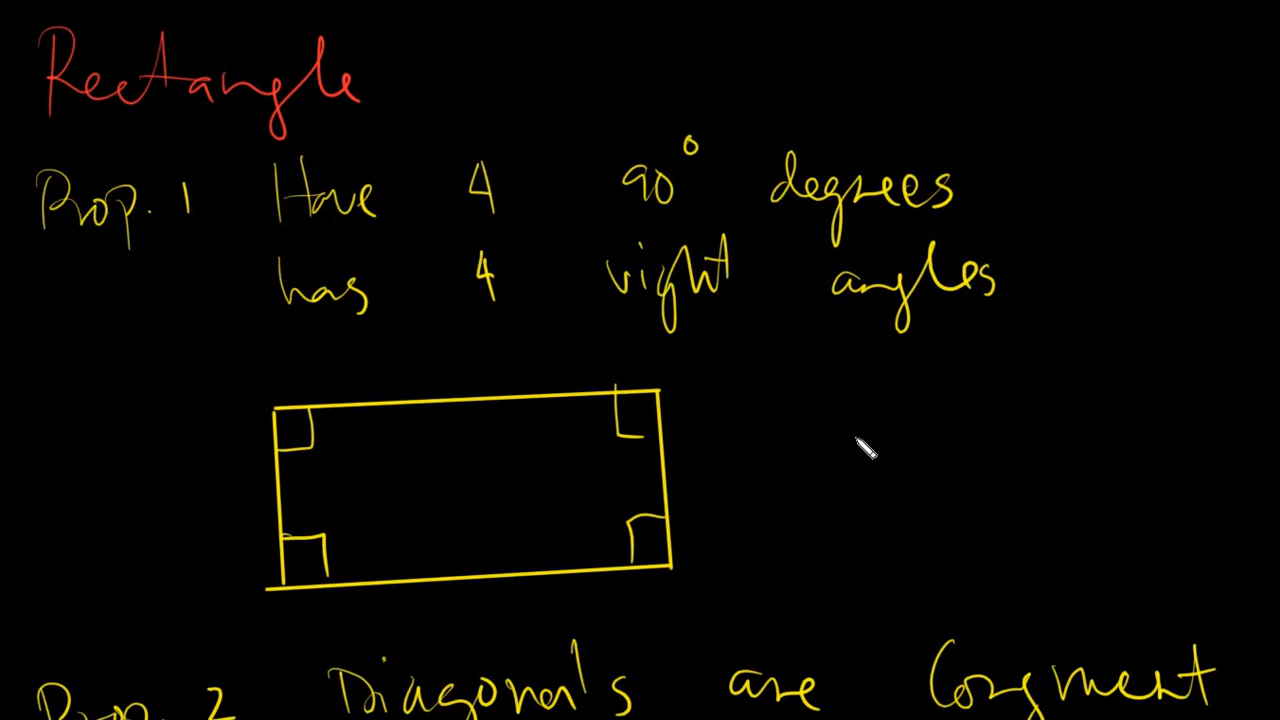 Rectangle
Prop. 1 Have 4 90° degrees
has 4 right angles
Prop. 2 Diagonal's are Congruent